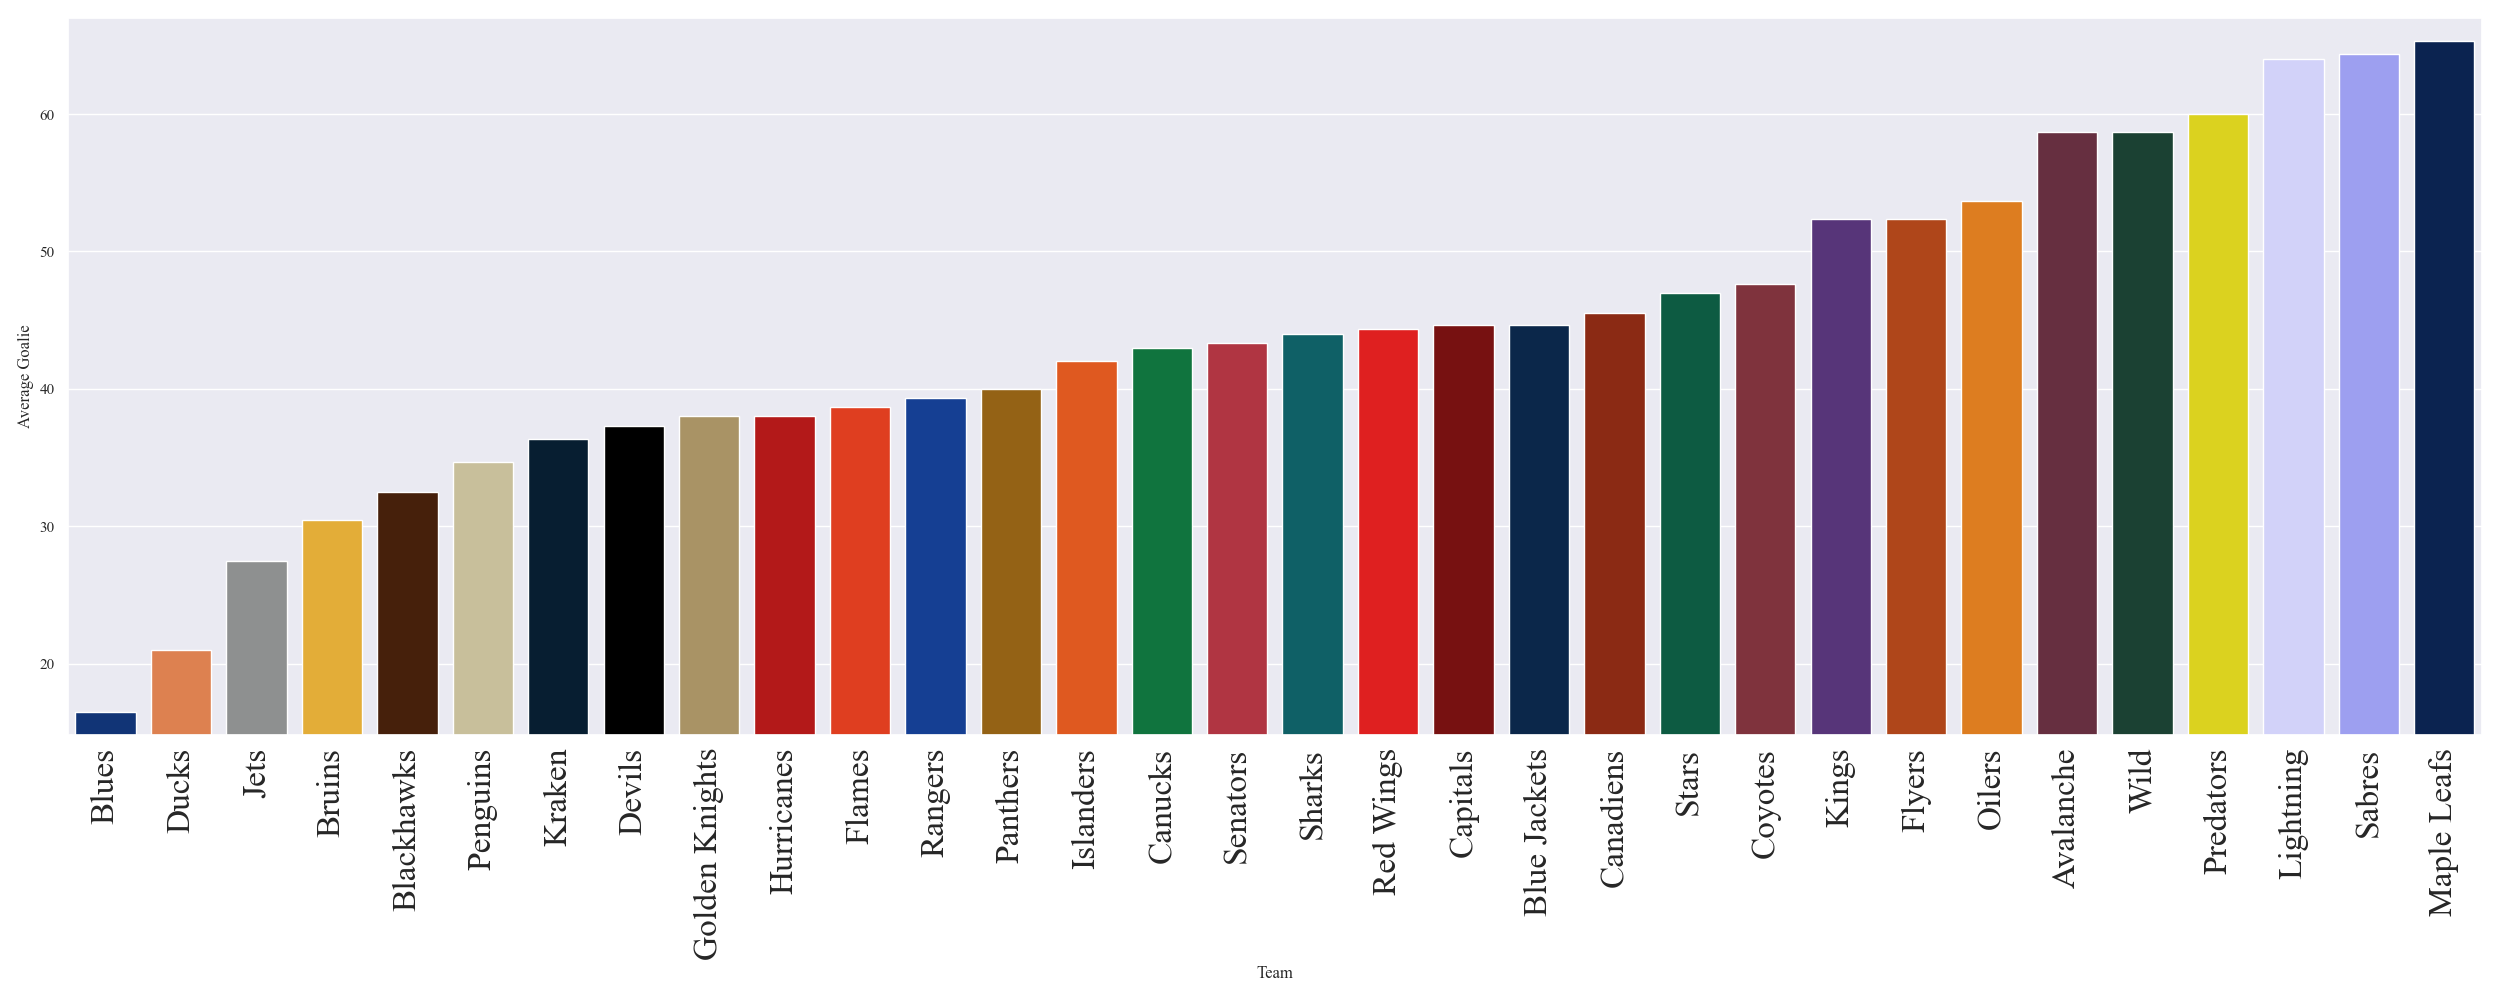 60
50
40
30
20
Average Goalie
Blues
Ducks
Jets
Bruins
Blackhawks
Penguins
Kraken
Devils
Golden Knights
Hurricanes
Flames
Rangers
Panthers
Islanders
Canucks
Senators
Sharks
Red Wings
Capitals
Blue Jackets
Canadiens
Stars
Coyotes
Kings
Flyers
Oilers
Avalanche
Wild
Predators
Lightning
Sabres
Maple Leafs
Team